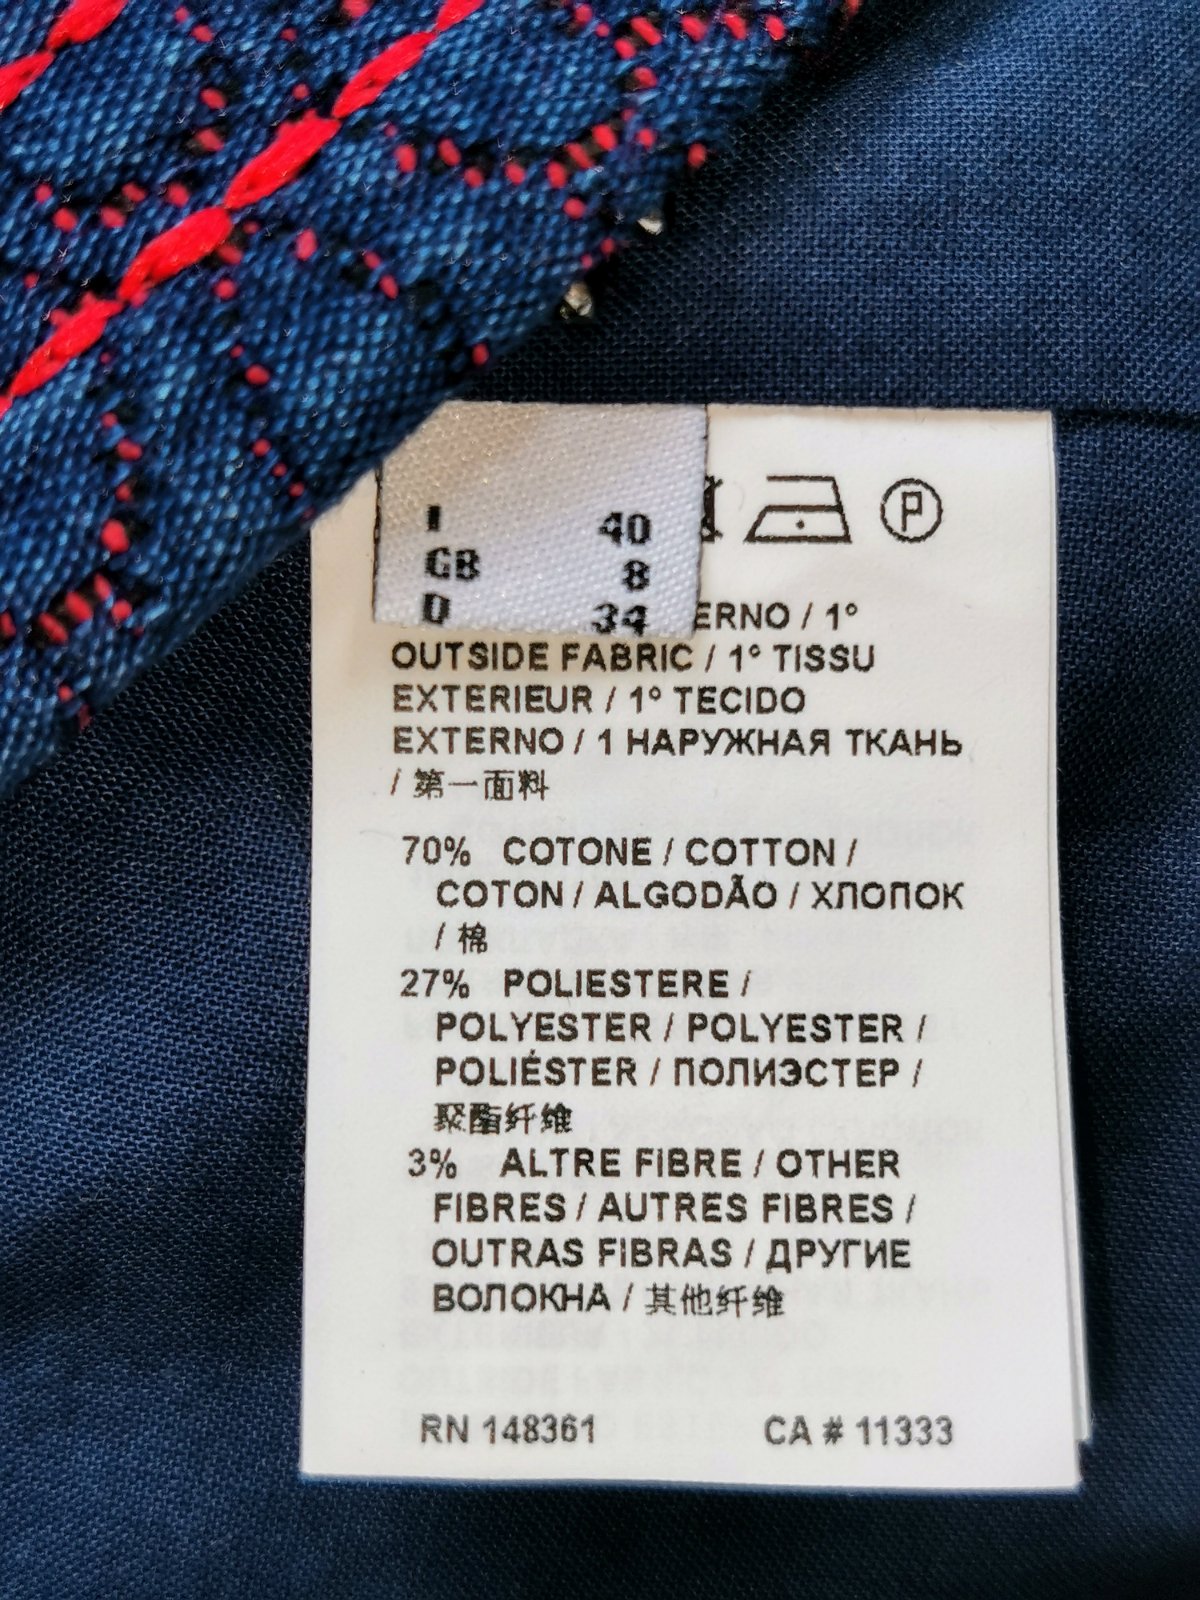 I 40
GB 8
D 34
P
ERNO / 1°
OUTSIDE FABRIC / 1° TISSU
EXTERIEUR / 1° TECIDO
EXTERNO / 1 НАРУЖНАЯ ТКАНЬ
/ 第一面料
70% COTONE / COTTON /
COTON / ALGODÃO / ХЛОПОК
/ 棉
27% POLIESTERE /
POLYESTER / POLYESTER /
POLIÉSTER / ПОЛИЭСТЕР /
聚酯纤维
3% ALTRE FIBRE / OTHER
FIBRES / AUTRES FIBRES /
OUTRAS FIBRAS / ДРУГИЕ
ВОЛОКНА / 其他纤维
RN 148361 CA # 11333